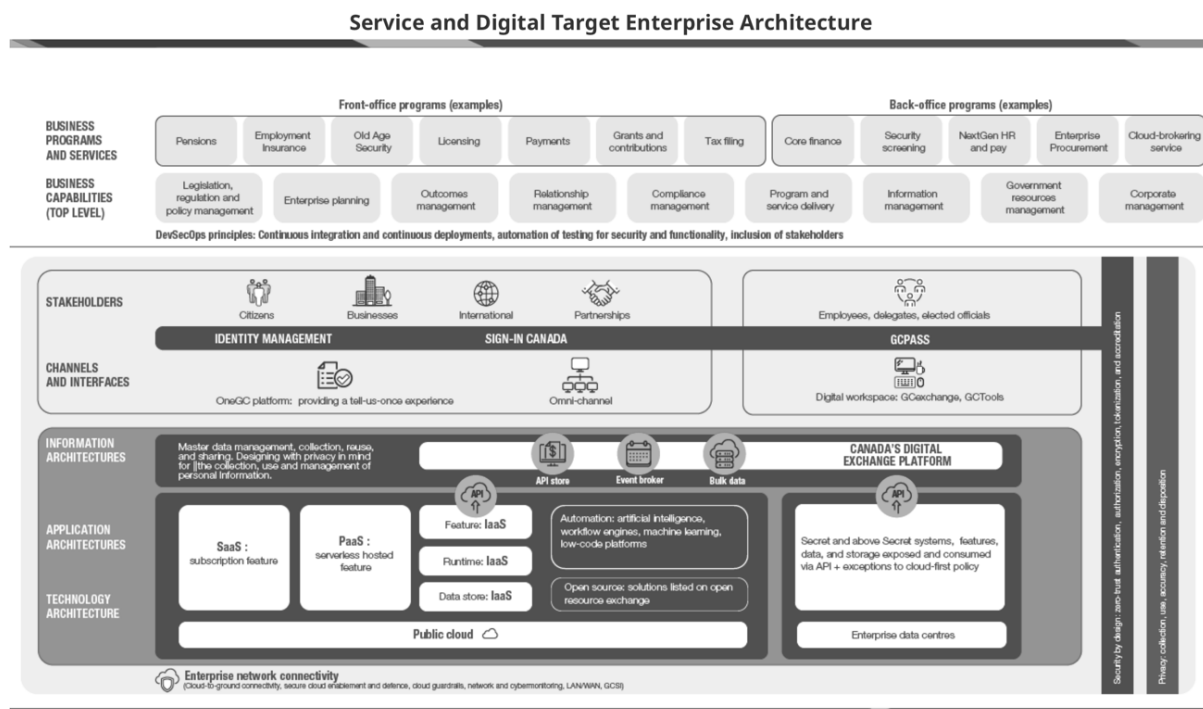 Service and Digital Target Enterprise Architecture
Front-office programs (examples)
Back-office programs (examples)
BUSINESS
PROGRAMS
AND SERVICES
Pensions
Employment
Insurance
Old Age
Security
Licensing
Payments
Grants and
contributions
Tax filing
Core finance
Security
screening
NextGen HR
and pay
Enterprise
Procurement
Cloud-brokering
service
BUSINESS
CAPABILITIES
(TOP LEVEL)
Legislation,
regulation and
policy management
Enterprise planning
Outcomes
management
Relationship
management
Compliance
management
Program and
service delivery
Information
management
Government
resources
management
Corporate
management
DevSecOps principles: Continuous integration and continuous deployments, automation of testing for security and functionality, inclusion of stakeholders
STAKEHOLDERS
Citizens
Businesses
International
Partnerships
Employees, delegates, elected officials
IDENTITY MANAGEMENT
SIGN-IN CANADA
GCPASS
CHANNELS
AND INTERFACES
OneGC platform: providing a tell-us-once experience
Omni-channel
Digital workspace: GCexchange, GCTools
INFORMATION
ARCHITECTURES
Master data management, collection, reuse,
and sharing. Designing with privacy in mind
for ||the collection, use and management of
personal Information.
API store
Event broker
Bulk data
CANADA'S DIGITAL
EXCHANGE PLATFORM
API
API
APPLICATION
ARCHITECTURES
SaaS :
subscription feature
PaaS :
serverless hosted
feature
Feature: IaaS
Runtime: IaaS
Data store: IaaS
Automation: artificial intelligence,
workflow engines, machine learning,
low-code platforms
Open source: solutions listed on open
resource exchange
Secret and above Secret systems, features,
data, and storage exposed and consumed
via API + exceptions to cloud-first policy
TECHNOLOGY
ARCHITECTURE
Public cloud
Enterprise data centres
Enterprise network connectivity
(Cloud-to-ground connectivity, secure cloud enablement and defence, cloud guardrails, network and cybermonitoring, LAN/WAN, GCSI)
Security by design: zero-trust authentication, authorization, encryption, tokenization, and accreditation
Privacy: collection, use, accuracy, retention and disposition